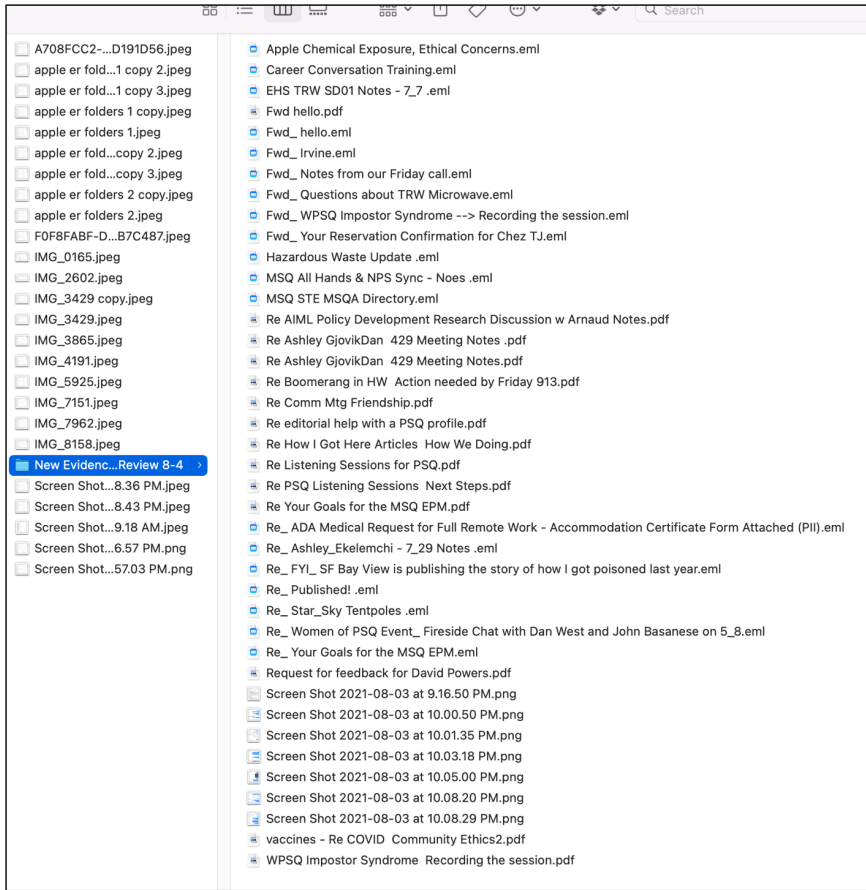 Search
A708FCC2-...D191D56.jpeg
apple er fold...1 copy 2.jpeg
apple er fold...1 copy 3.jpeg
apple er folders 1 copy.jpeg
apple er folders 1.jpeg
apple er fold...copy 2.jpeg
apple er fold...copy 3.jpeg
apple er folders 2 copy.jpeg
apple er folders 2.jpeg
F0F8FABF-D...B7C487.jpeg
IMG_0165.jpeg
IMG_2602.jpeg
IMG_3429 copy.jpeg
IMG_3429.jpeg
IMG_3865.jpeg
IMG_4191.jpeg
IMG_5925.jpeg
IMG_7151.jpeg
IMG_7962.jpeg
IMG_8158.jpeg
New Evidenc...Review 8-4
Screen Shot...8.36 PM.jpeg
Screen Shot...8.43 PM.jpeg
Screen Shot...9.18 AM.jpeg
Screen Shot...6.57 PM.png
Screen Shot...57.03 PM.png
Apple Chemical Exposure, Ethical Concerns.eml
Career Conversation Training.eml
EHS TRW SD01 Notes - 7_7 .eml
Fwd hello.pdf
Fwd_ hello.eml
Fwd_ Irvine.eml
Fwd_ Notes from our Friday call.eml
Fwd_ Questions about TRW Microwave.eml
Fwd_ WPSQ Impostor Syndrome --> Recording the session.eml
Fwd_ Your Reservation Confirmation for Chez TJ.eml
Hazardous Waste Update .eml
MSQ All Hands & NPS Sync - Noes .eml
MSQ STE MSQA Directory.eml
Re AIML Policy Development Research Discussion w Arnaud Notes.pdf
Re Ashley GjovikDan  429 Meeting Notes .pdf
Re Ashley GjovikDan  429 Meeting Notes.pdf
Re Boomerang in HW  Action needed by Friday 913.pdf
Re Comm Mtg Friendship.pdf
Re editorial help with a PSQ profile.pdf
Re How I Got Here Articles  How We Doing.pdf
Re Listening Sessions for PSQ.pdf
Re PSQ Listening Sessions  Next Steps.pdf
Re Your Goals for the MSQ EPM.pdf
Re_ ADA Medical Request for Full Remote Work - Accommodation Certificate Form Attached (PII).eml
Re_ Ashley_Ekelemchi - 7_29 Notes .eml
Re_ FYI_ SF Bay View is publishing the story of how I got poisoned last year.eml
Re_ Published! .eml
Re_ Star_Sky Tentpoles .eml
Re_ Women of PSQ Event_ Fireside Chat with Dan West and John Basanese on 5_8.eml
Re_ Your Goals for the MSQ EPM.eml
Request for feedback for David Powers.pdf
Screen Shot 2021-08-03 at 9.16.50 PM.png
Screen Shot 2021-08-03 at 10.00.50 PM.png
Screen Shot 2021-08-03 at 10.01.35 PM.png
Screen Shot 2021-08-03 at 10.03.18 PM.png
Screen Shot 2021-08-03 at 10.05.00 PM.png
Screen Shot 2021-08-03 at 10.08.20 PM.png
Screen Shot 2021-08-03 at 10.08.29 PM.png
vaccines - Re COVID  Community Ethics2.pdf
WPSQ Impostor Syndrome  Recording the session.pdf